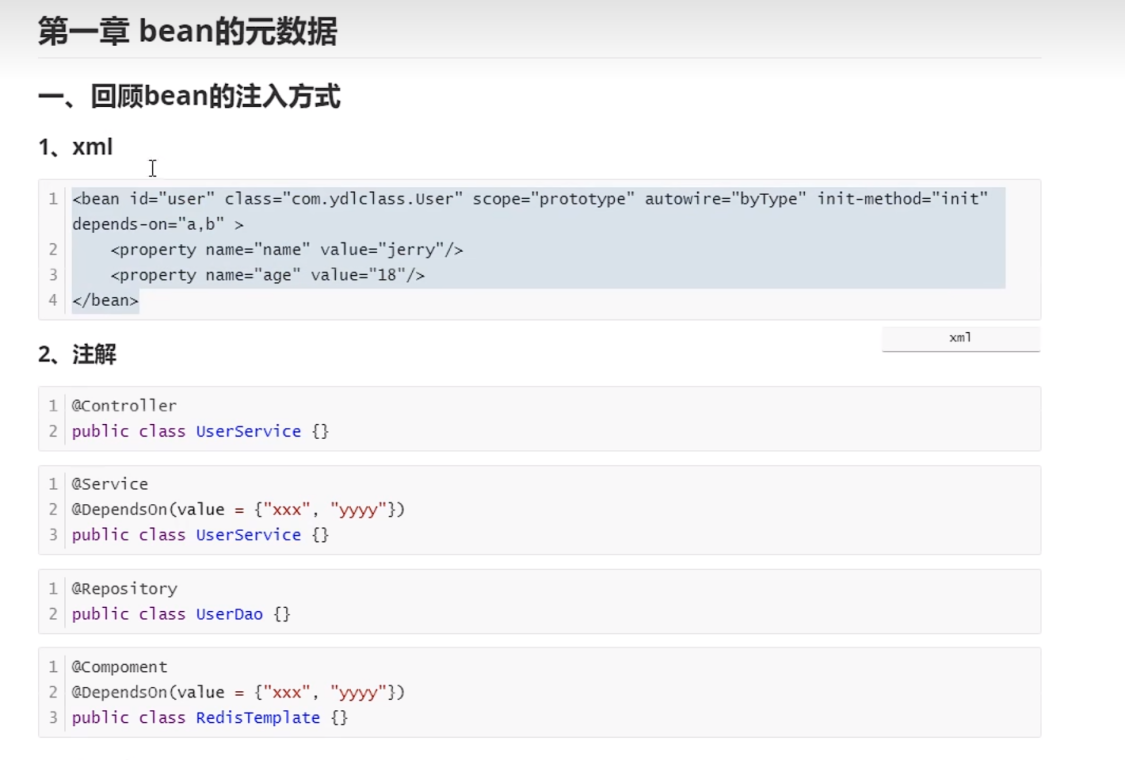 第一章 bean的元数据
一、回顾bean的注入方式
1、xml
1 <bean id="user" class="com.ydlclass.User" scope="prototype" autowire="byType" init-method="init"
depends-on="a,b" >
2     <property name="name" value="jerry"/>
3     <property name="age" value="18"/>
4 </bean>
xml
2、注解
1 @Controller
2 public class UserService {}
1 @Service
2 @DependsOn(value = {"xxx", "yyyy"})
3 public class UserService {}
1 @Repository
2 public class UserDao {}
1 @Compoment
2 @DependsOn(value = {"xxx", "yyyy"})
3 public class RedisTemplate {}